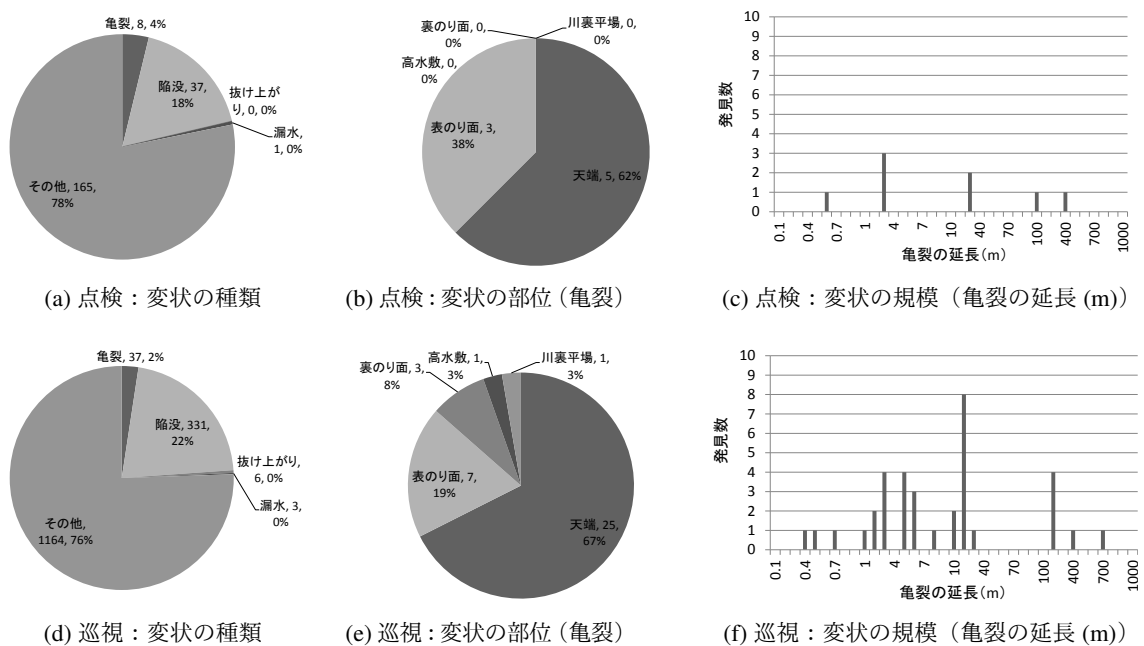 亀裂, 8, 4%
陥没, 37,
18%
抜け上が
り, 0, 0%
漏水,
1, 0%
その他, 165,
78%
(a) 点検：変状の種類
裏のり面, 0,
0%
川裏平場, 0,
0%
高水敷, 0,
0%
表のり面, 3,
38%
天端, 5, 62%
(b) 点検：変状の部位（亀裂）
発見数
10
9
8
7
6
5
4
3
2
1
0
0.1
0.4
0.7
1
4
7
10
40
70
100
400
700
1000
亀裂の延長(m)
(c) 点検：変状の規模（亀裂の延長 (m)）
亀裂, 37, 2%
陥没, 331,
22%
抜け上がり,
6, 0%
漏水, 3
0%
その他,
1164, 76%
(d) 巡視：変状の種類
裏のり面, 3,
8%
高水敷, 1,
3%
川裏平場, 1,
3%
表のり面, 7,
19%
天端, 25,
67%
(e) 巡視：変状の部位（亀裂）
発見数
10
9
8
7
6
5
4
3
2
1
0
0.1
0.4
0.7
1
4
7
10
40
70
100
400
700
1000
亀裂の延長(m)
(f) 巡視：変状の規模（亀裂の延長 (m)）